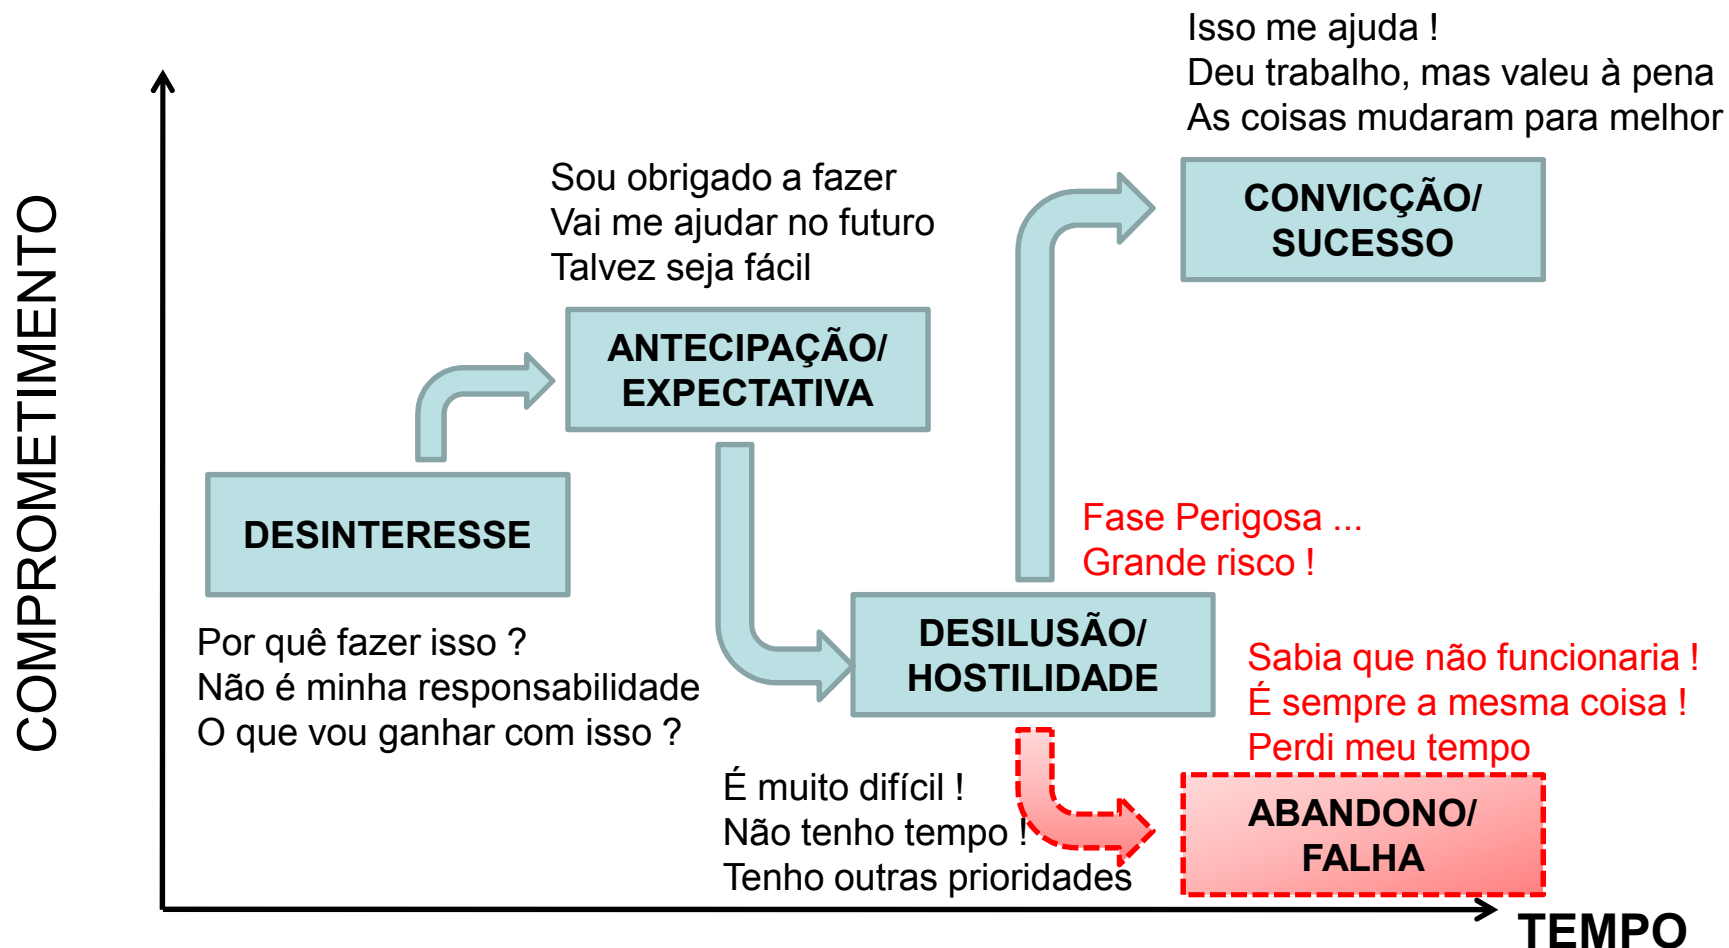 Isso me ajuda !
Deu trabalho, mas valeu à pena
As coisas mudaram para melhor
CONVICÇÃO/
SUCESSO
Sou obrigado a fazer
Vai me ajudar no futuro
Talvez seja fácil
ANTECIPAÇÃO/
EXPECTATIVA
COMPROMETIMENTO
DESINTERESSE
Por quê fazer isso ?
Não é minha responsabilidade
O que vou ganhar com isso ?
Fase Perigosa ...
Grande risco !
DESILUSÃO/
HOSTILIDADE
É muito difícil !
Não tenho tempo !
Tenho outras prioridades
Sabia que não funcionaria !
É sempre a mesma coisa !
Perdi meu tempo
ABANDONO/
FALHA
TEMPO